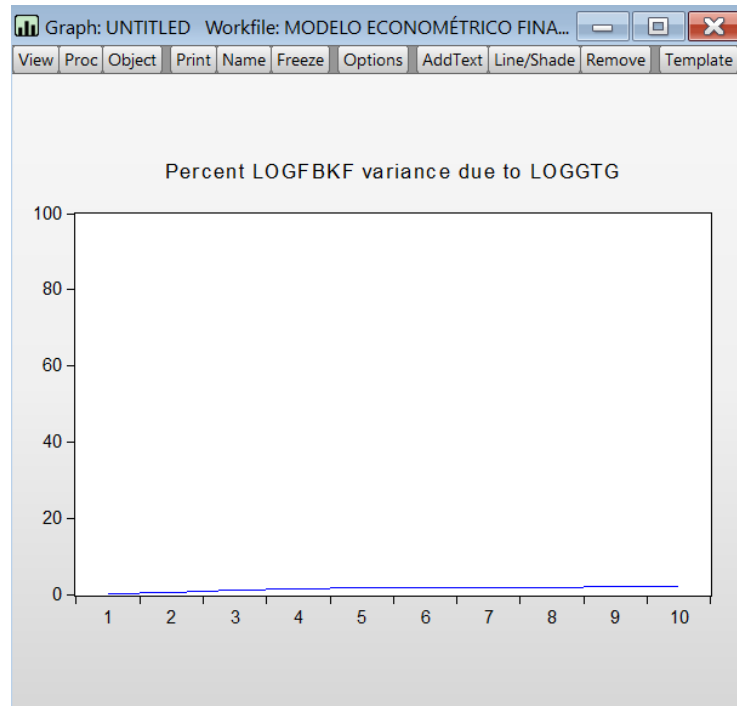 Graph: UNTITLED Workfile: MODELO ECONOMÉTRICO FINA...
View Proc Object Print Name Freeze Options AddText Line/Shade Remove Template
Percent LOGFBKF variance due to LOGGTG
100
80
60
40
20
0
1 2 3 4 5 6 7 8 9 10